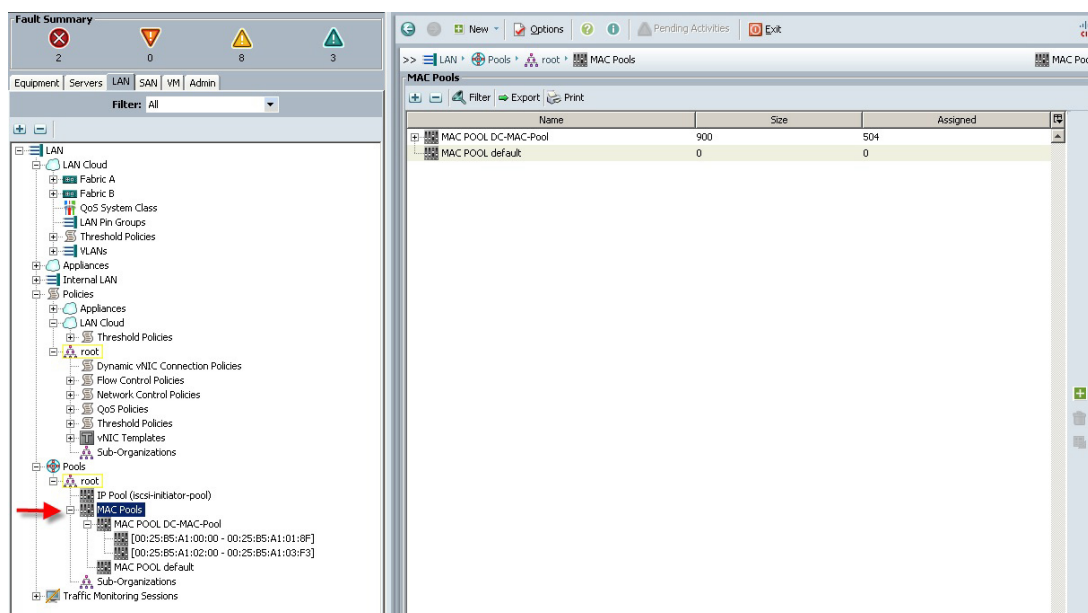 Fault Summary
2 0 8 3
Equipment Servers LAN SAN VM Admin
Filter: All
LAN
LAN Cloud
Fabric A
Fabric B
QoS System Class
LAN Pin Groups
Threshold Policies
VLANs
Appliances
Internal LAN
Policies
Appliances
LAN Cloud
Threshold Policies
root
Dynamic vNIC Connection Policies
Flow Control Policies
Network Control Policies
QoS Policies
Threshold Policies
vNIC Templates
Sub-Organizations
Pools
root
IP Pool (iscsi-initiator-pool)
MAC Pools
MAC POOL DC-MAC-Pool
[00:25:B5:A1:00:00 - 00:25:B5:A1:01:8F]
[00:25:B5:A1:02:00 - 00:25:B5:A1:03:F3]
MAC POOL default
Sub-Organizations
Traffic Monitoring Sessions
New Options Pending Activities Exit
>> LAN Pools root MAC Pools MAC Poo
MAC Pools
Filter Export Print
Name Size Assigned
MAC POOL DC-MAC-Pool 900 504
MAC POOL default 0 0